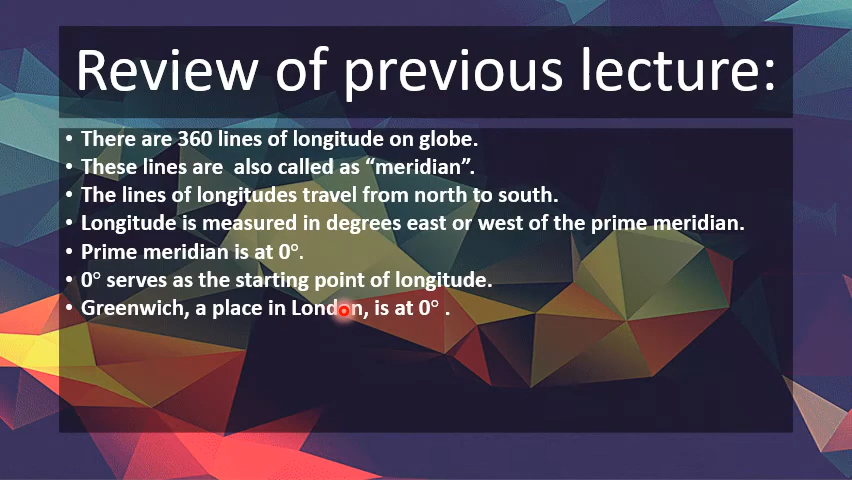 Review of previous lecture:
• There are 360 lines of longitude on globe.
• These lines are also called as “meridian”.
• The lines of longitudes travel from north to south.
• Longitude is measured in degrees east or west of the prime meridian.
• Prime meridian is at 0°.
• 0° serves as the starting point of longitude.
• Greenwich, a place in London, is at 0° .